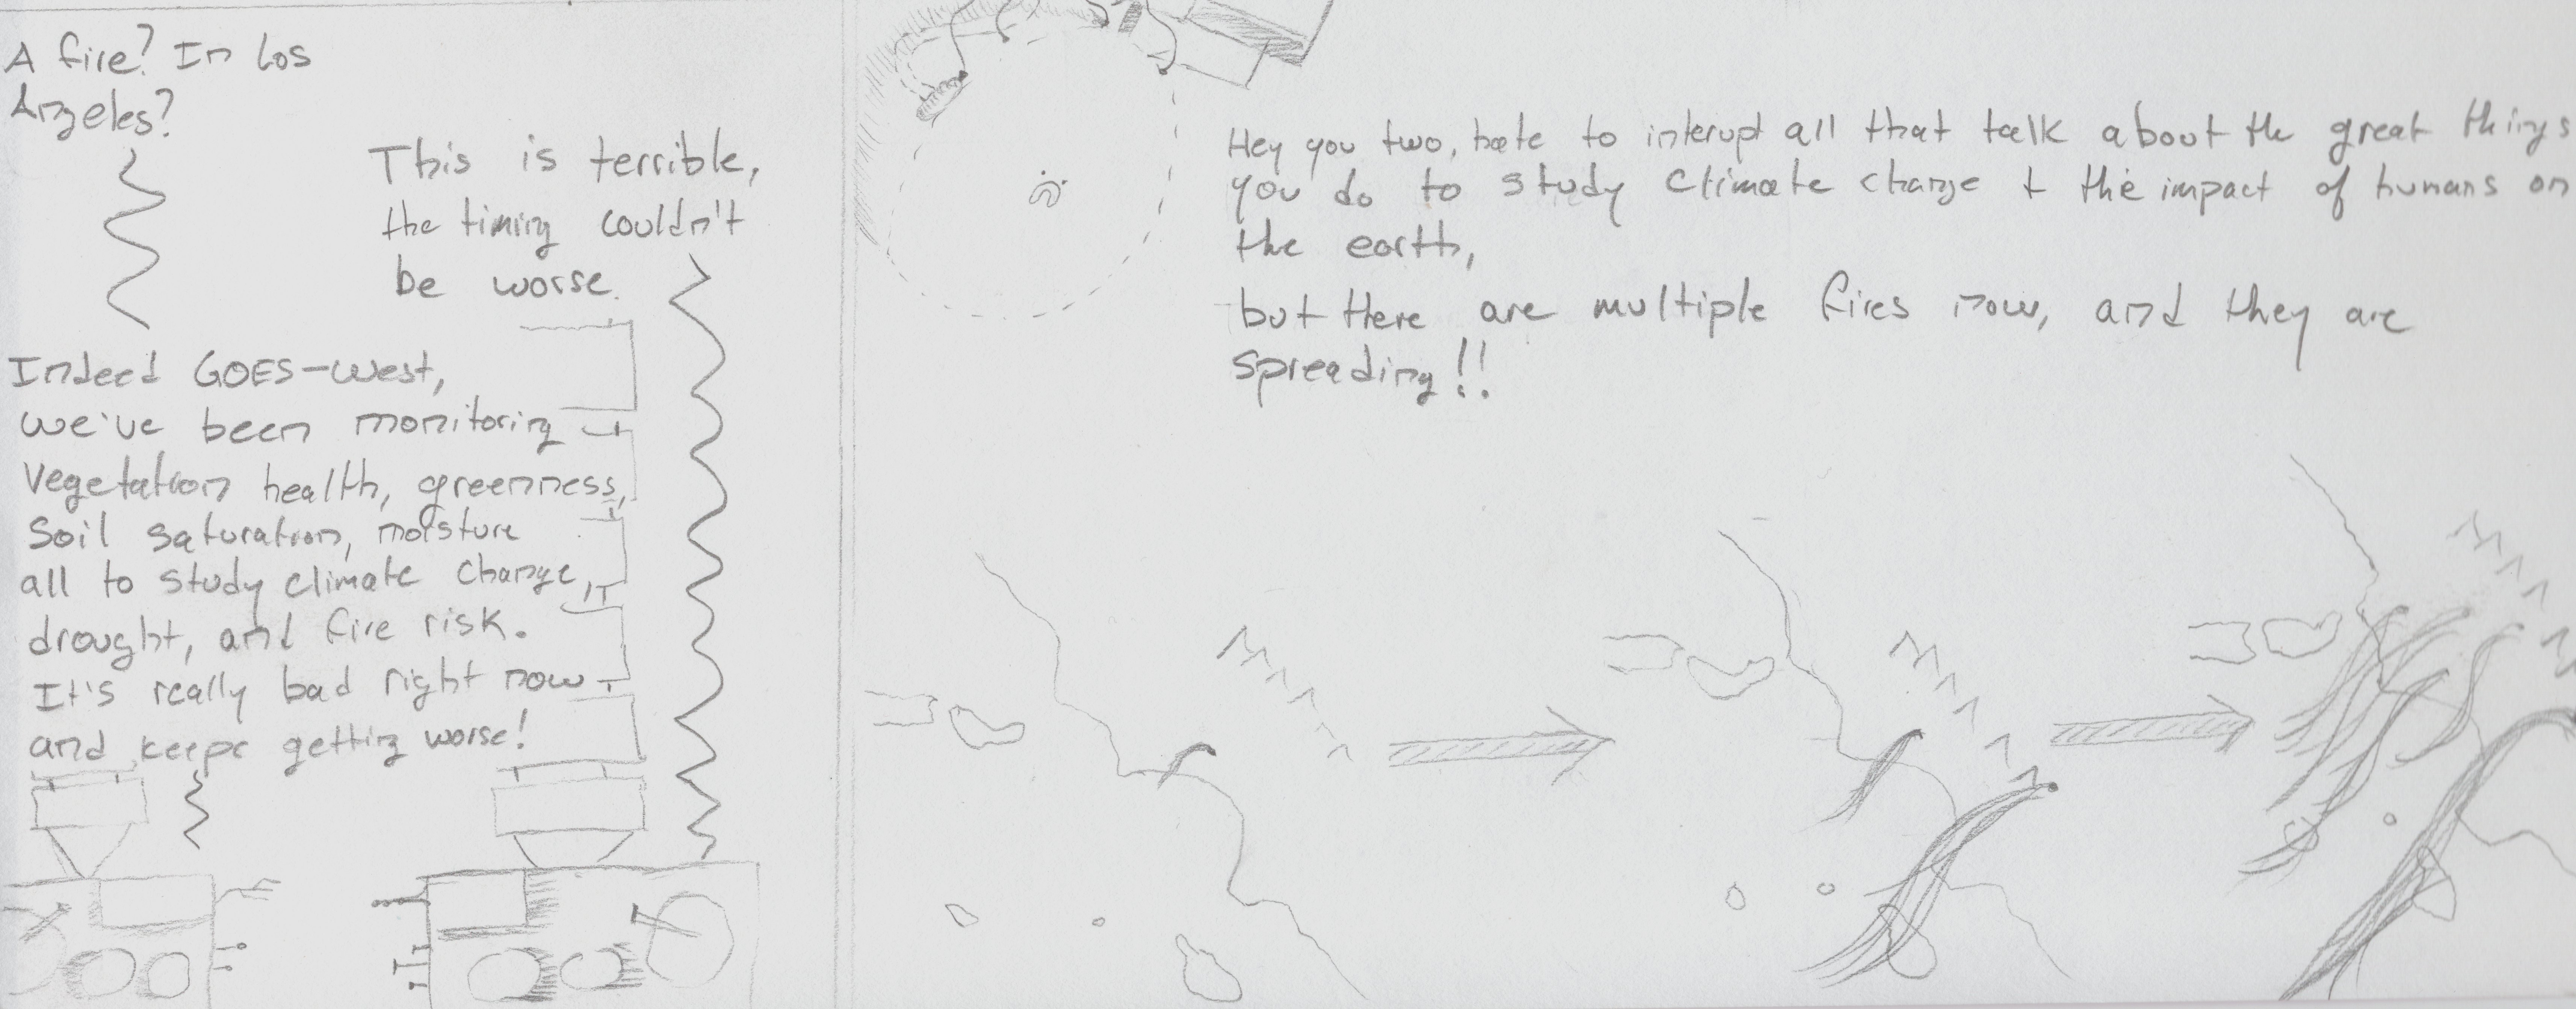 A fire? In Los
Angeles?
This is terrible,
the timing couldn't
be worse.
Indeed GOES-West,
we've been monitoring
vegetation health, greenness,
soil saturation, moisture
all to study climate change,
drought, and fire risk.
It's really bad right now
and keeps getting worse!
Hey you two, hate to interupt all that talk about the great things
you do to study climate change + the impact of humans on
the earth,
but there are multiple fires now, and they are
spreading!!